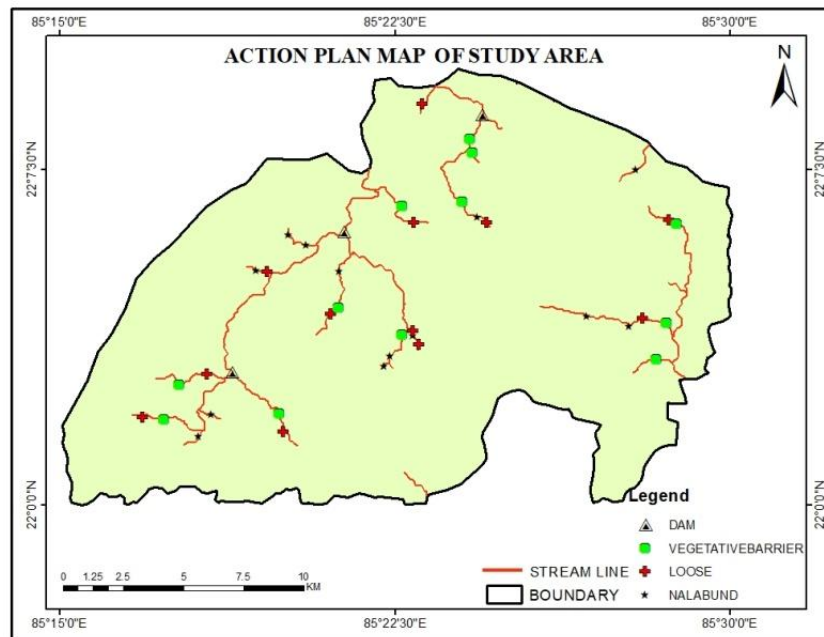 85°15'0"E 85°22'30"E 85°30'0"E
ACTION PLAN MAP OF STUDY AREA
N
22°7'30"N 22°7'30"N
22°0'0"N 22°0'0"N
Legend
DAM
VEGETATIVEBARRIER
STREAM LINE LOOSE
BOUNDARY NALABUND
0 1.25 2.5 5 7.5 10
KM
85°15'0"E 85°22'30"E 85°30'0"E